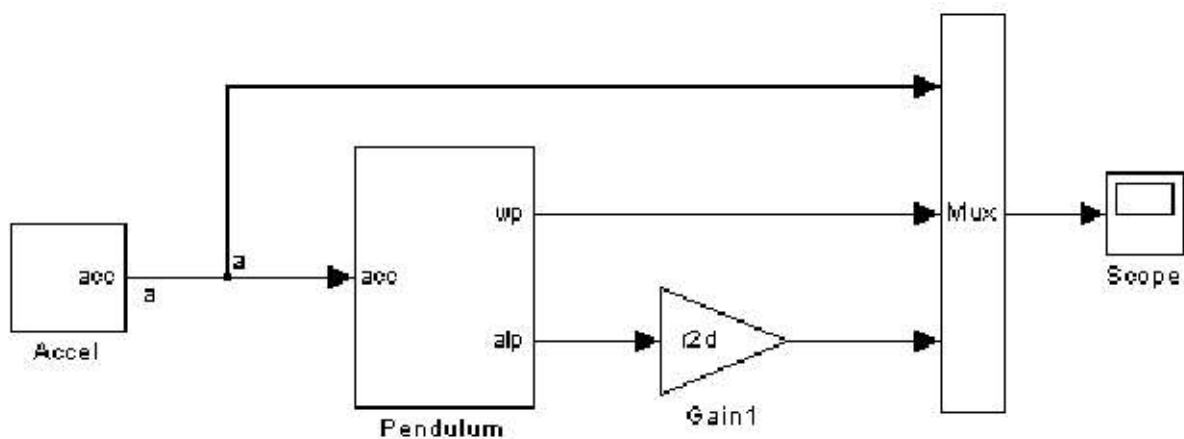 acc
a
Accel
a
acc
wp
alp
Pendulum
r2d
Gain1
Mux
Scope